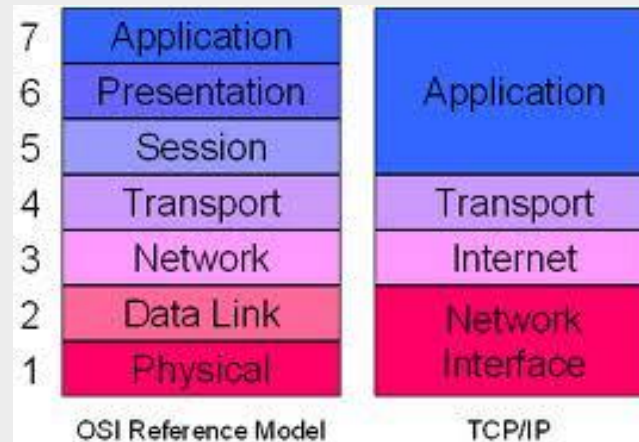 7 Application
6 Presentation
5 Session
4 Transport
3 Network
2 Data Link
1 Physical
OSI Reference Model
Application
Transport
Internet
Network
Interface
TCP/IP